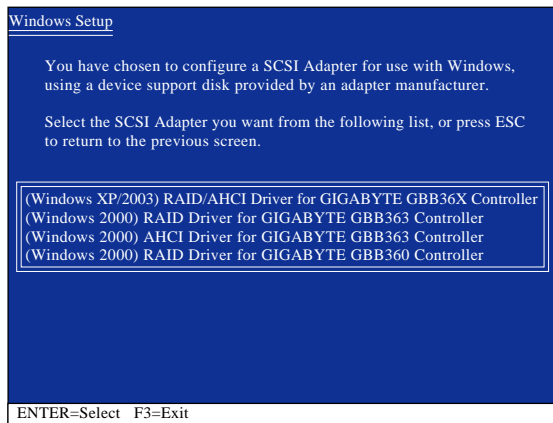 Windows Setup
You have chosen to configure a SCSI Adapter for use with Windows,
using a device support disk provided by an adapter manufacturer.
Select the SCSI Adapter you want from the following list, or press ESC
to return to the previous screen.
(Windows XP/2003) RAID/AHCI Driver for GIGABYTE GBB36X Controller
(Windows 2000) RAID Driver for GIGABYTE GBB363 Controller
(Windows 2000) AHCI Driver for GIGABYTE GBB363 Controller
(Windows 2000) RAID Driver for GIGABYTE GBB360 Controller
ENTER=Select F3=Exit